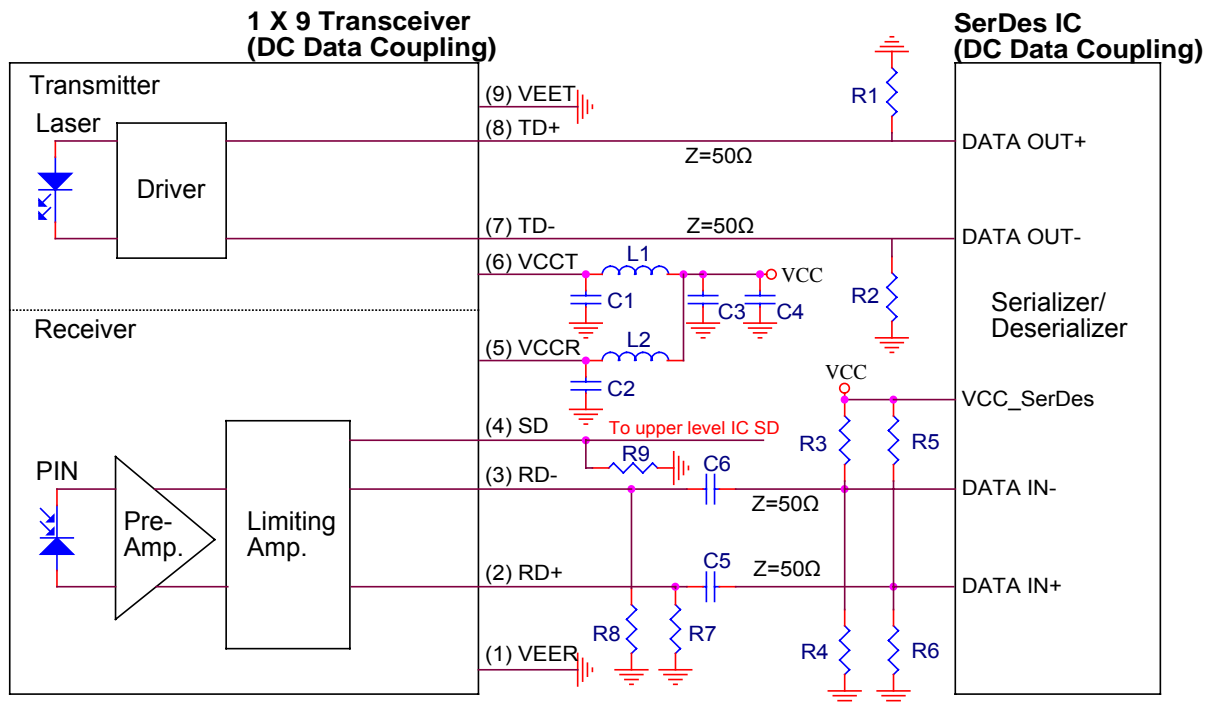 1 X 9 Transceiver
(DC Data Coupling)
SerDes IC
(DC Data Coupling)
Transmitter
Laser
Driver
(9) VEET
(8) TD+
Z=50Ω
R1
DATA OUT+
(7) TD-
Z=50Ω
DATA OUT-
(6) VCCT
L1
VCC
C1
C3
C4
R2
Serializer/
Deserializer
Receiver
(5) VCCR
L2
C2
VCC
VCC_SerDes
(4) SD
To upper level IC SD
R9
R3
R5
PIN
Pre-
Amp.
Limiting
Amp.
(3) RD-
C6
Z=50Ω
DATA IN-
(2) RD+
C5
Z=50Ω
DATA IN+
R8
R7
R4
R6
(1) VEER